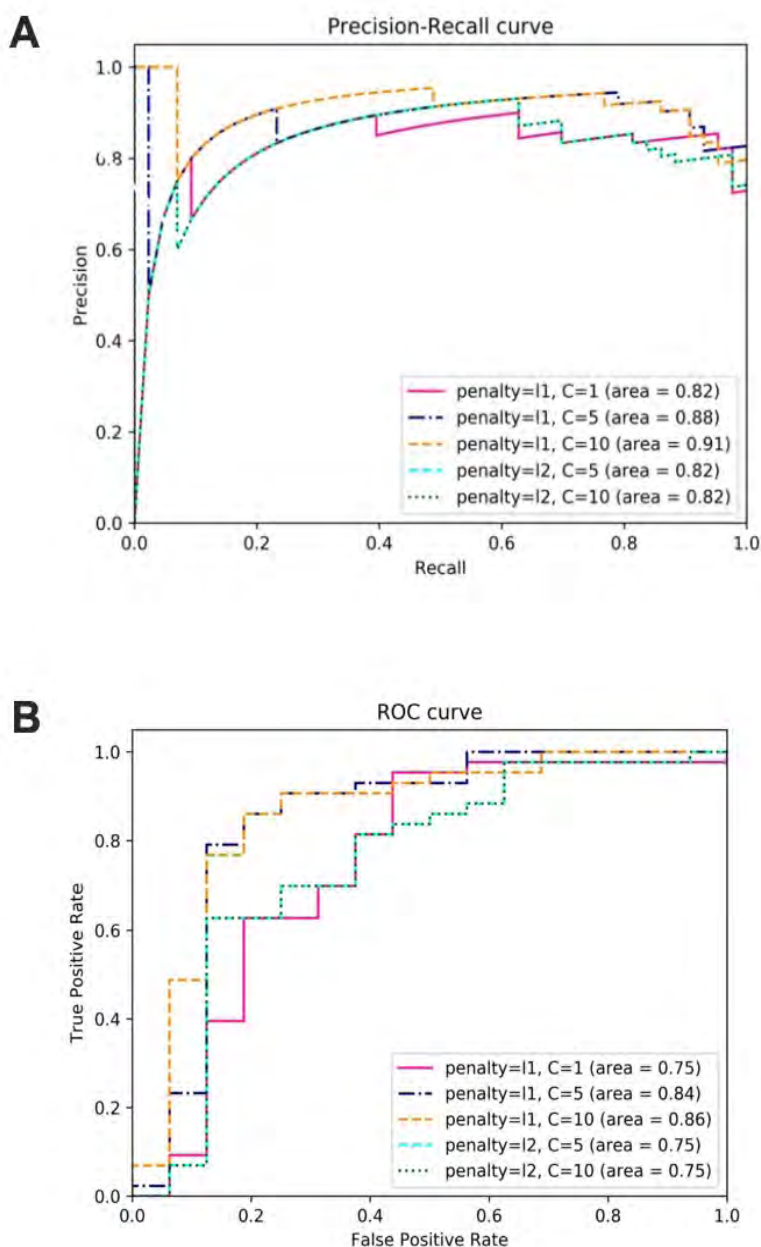 A
Precision-Recall curve
1.0
0.8
0.6
0.4
0.2
0.0
Precision
penalty=l1, C=1 (area = 0.82)
penalty=l1, C=5 (area = 0.88)
penalty=l1, C=10 (area = 0.91)
penalty=l2, C=5 (area = 0.82)
penalty=l2, C=10 (area = 0.82)
0.0 0.2 0.4 0.6 0.8 1.0
Recall
B
ROC curve
1.0
0.8
0.6
0.4
0.2
0.0
True Positive Rate
penalty=l1, C=1 (area = 0.75)
penalty=l1, C=5 (area = 0.84)
penalty=l1, C=10 (area = 0.86)
penalty=l2, C=5 (area = 0.75)
penalty=l2, C=10 (area = 0.75)
0.0 0.2 0.4 0.6 0.8 1.0
False Positive Rate